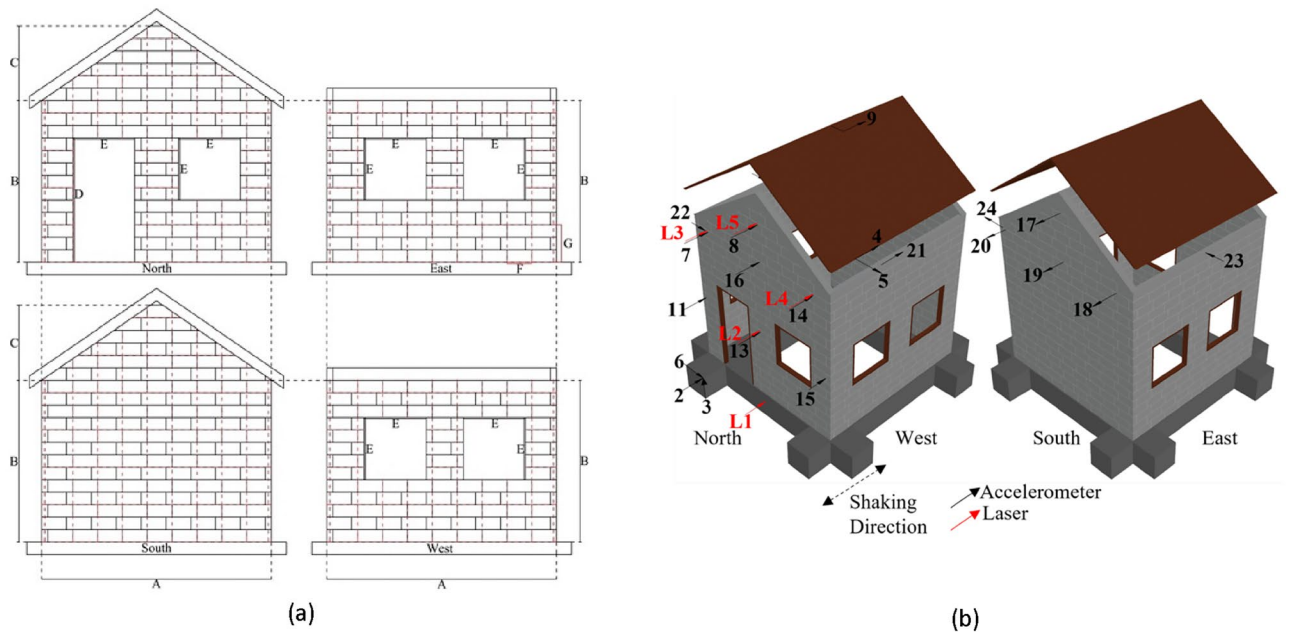 C
B
E
E
D
E
North
E
E
E
E
B
G
F
East
C
B
South
A
E
E
E
E
B
West
A
(a)
9
22
L3
7
L5
8
4
21
5
16
11
L4
14
L2
13
6
2
3
15
L1
North
West
24
20
17
19
23
18
South
East
Shaking
Direction
Accelerometer
Laser
(b)